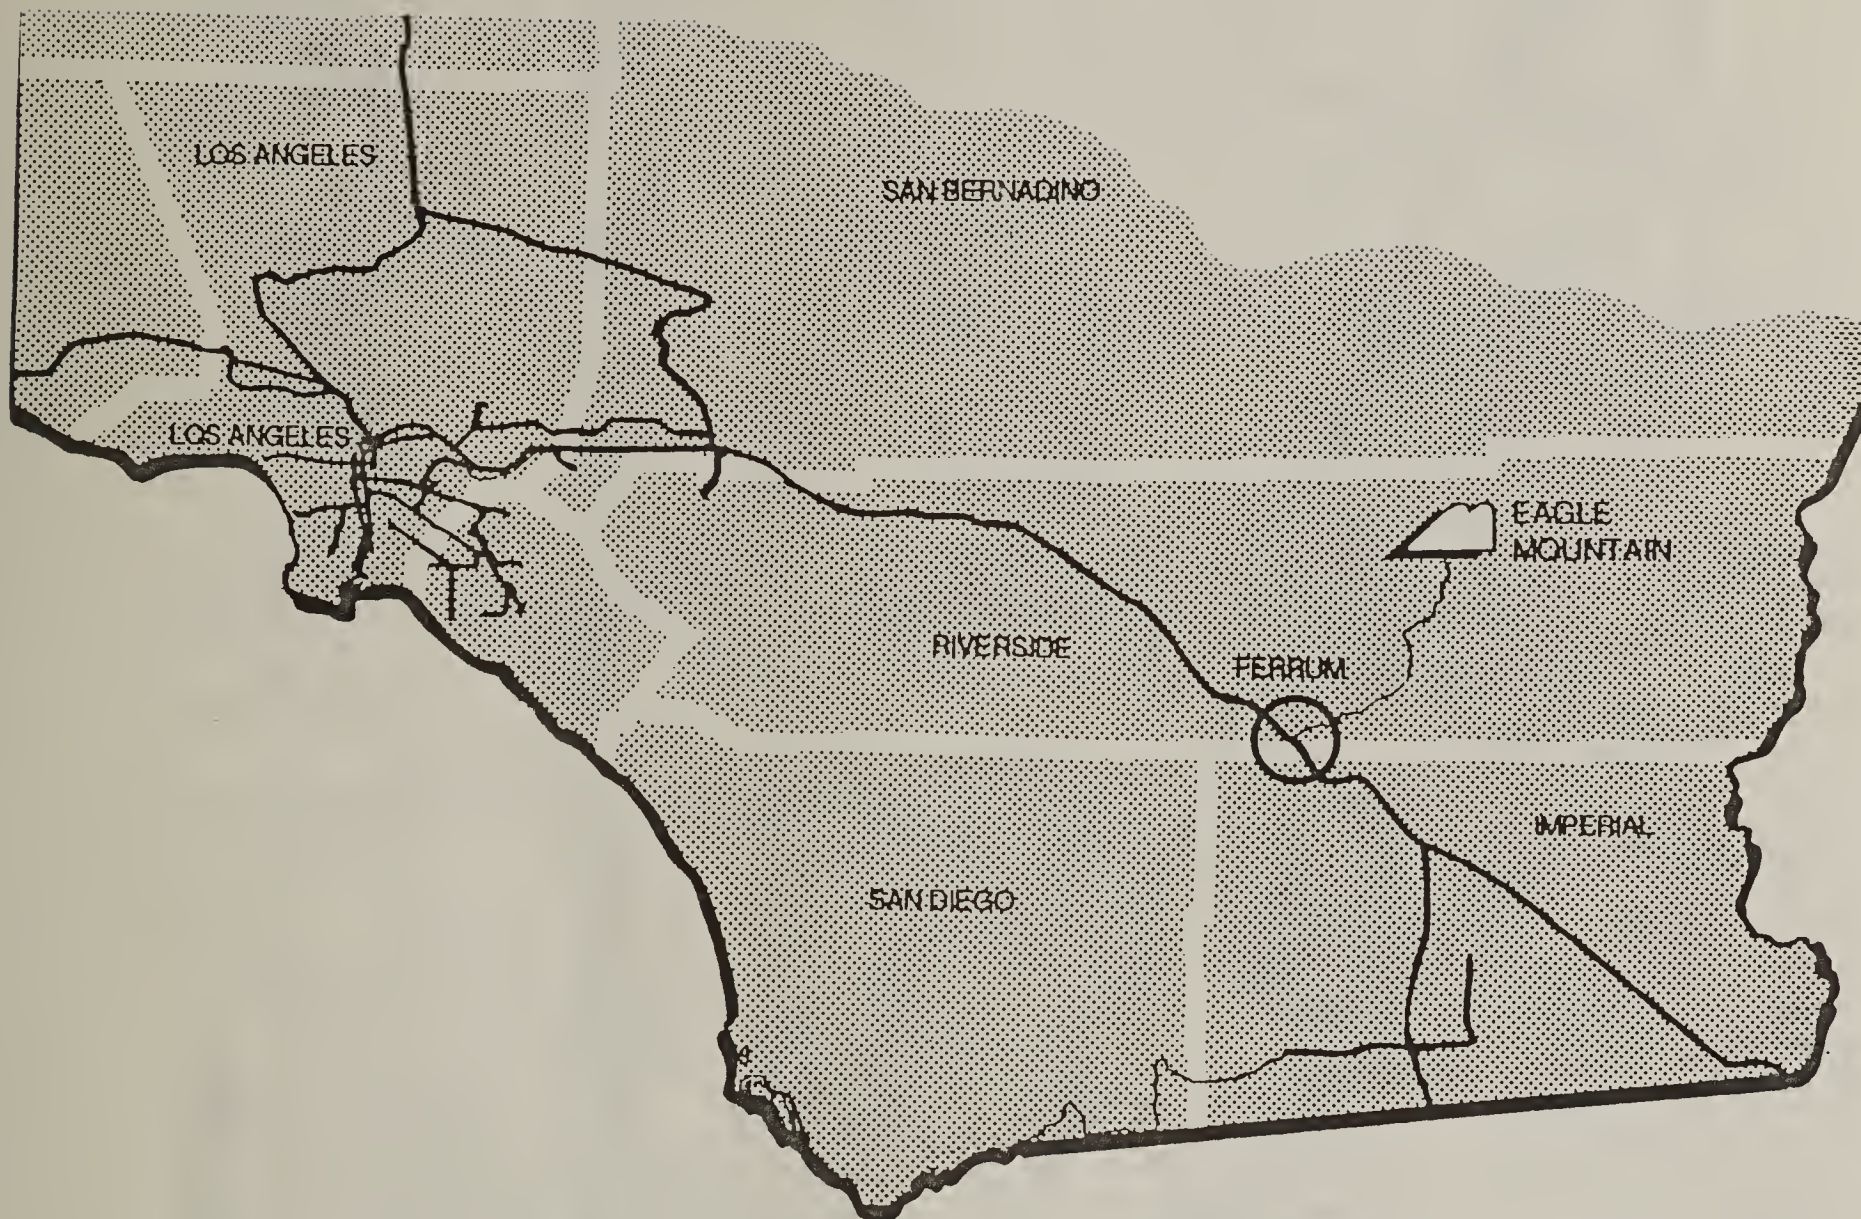 LOS ANGELES
SAN BERNADINO
LOS ANGELES
EAGLE
MOUNTAIN
RIVERSIDE
FERRUM
IMPERIAL
SAN DIEGO